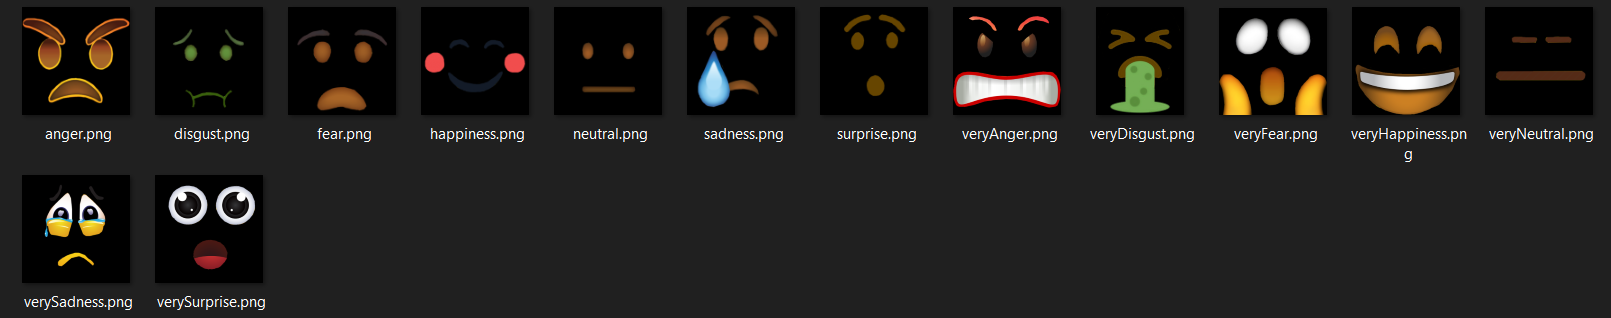 anger.png
disgust.png
fear.png
happiness.png
neutral.png
sadness.png
surprise.png
veryAnger.png
veryDisgust.png
veryFear.png
veryHappiness.pn
g
veryNeutral.png
verySadness.png
verySurprise.png